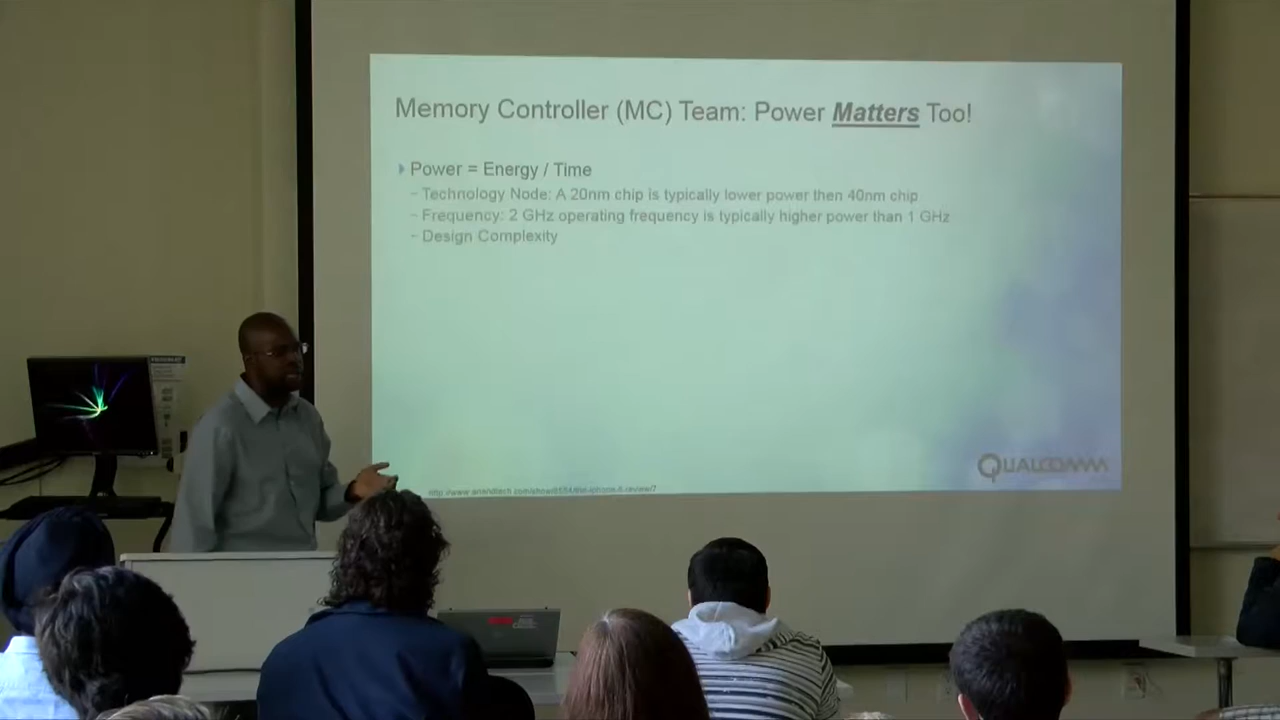 Memory Controller (MC) Team: Power Matters Too!
Power = Energy / Time
- Technology Node: A 20nm chip is typically lower power then 40nm chip
- Frequency: 2 GHz operating frequency is typically higher power than 1 GHz
- Design Complexity
QUALCOMM